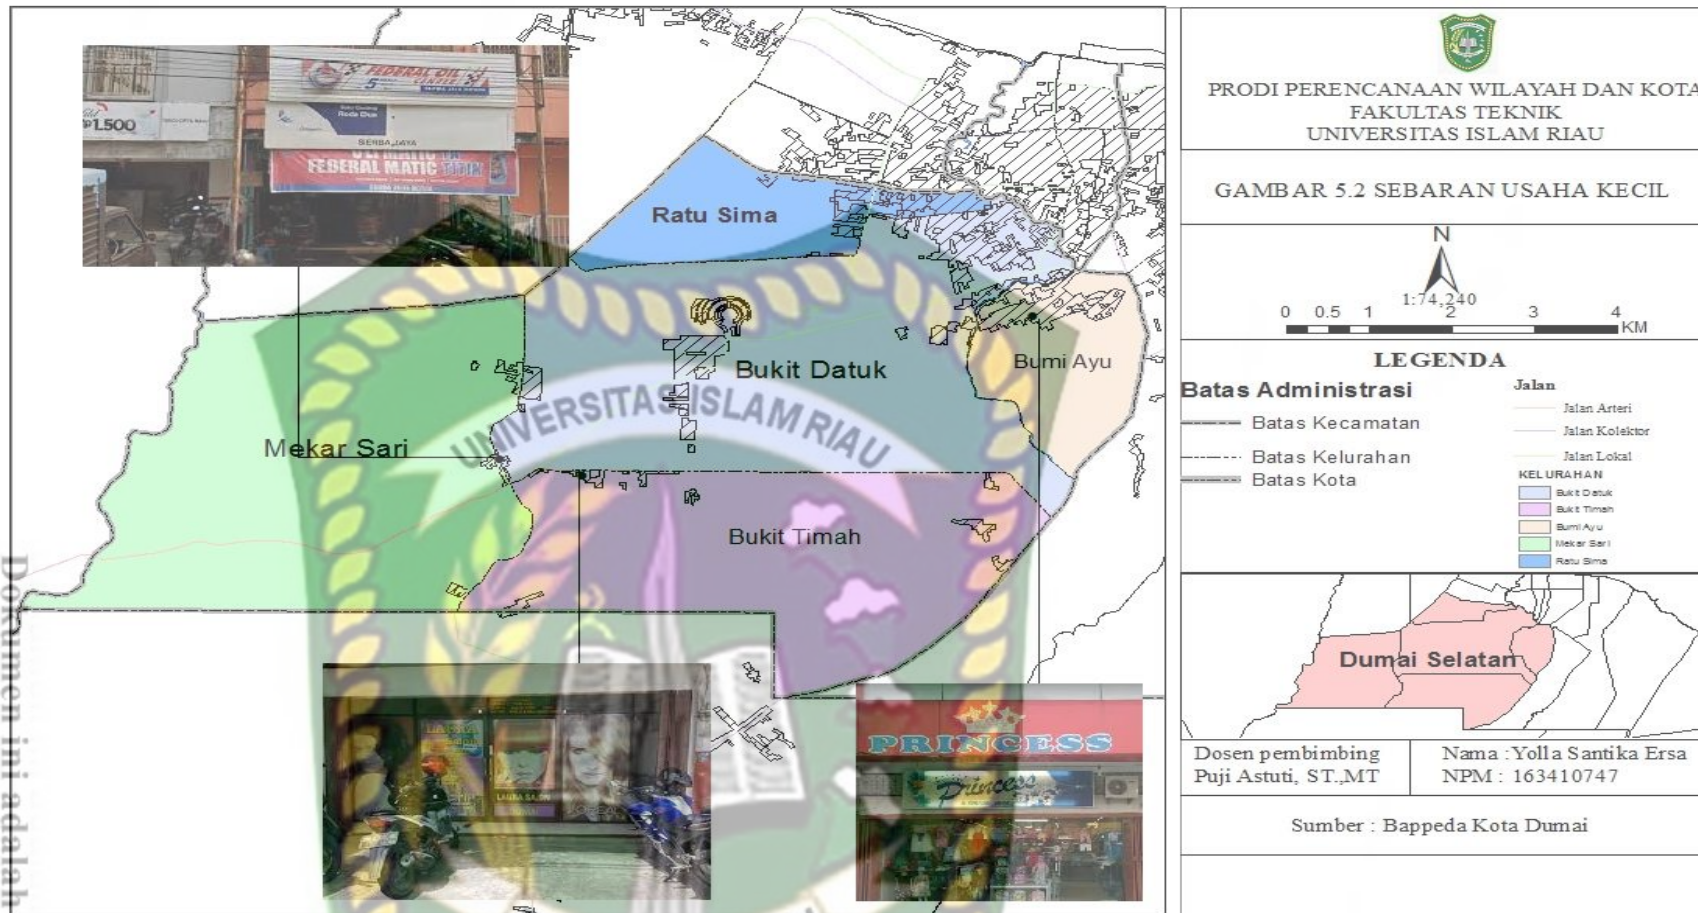 FEDERAL OIL
5
1.500
SERBA JAYA
FEDERAL MATIC
Ratu Sima
Bukit Datuk
Bumi Ayu
Mekar Sari
Bukit Timah
UNIVERSITAS ISLAM RIAU
LAURA SALON
PRINCESS
Princess
Dokumen ini adalah
PRODI PERENCANAAN WILAYAH DAN KOTA
FAKULTAS TEKNIK
UNIVERSITAS ISLAM RIAU
GAMBAR 5.2 SEBARAN USAHA KECIL
N
1:74,240
0 0.5 1 2 3 4
KM
LEGENDA
Batas Administrasi
Batas Kecamatan
Batas Kelurahan
Batas Kota
Jalan
Jalan Arteri
Jalan Kolektor
Jalan Lokal
KELURAHAN
Bukit Datuk
Bukit Timah
Bumi Ayu
Mekar Sari
Ratu Sima
Dumai Selatan
Dosen pembimbing
Puji Astuti, ST.,MT
Nama : Yolla Santika Ersa
NPM : 163410747
Sumber : Bappeda Kota Dumai